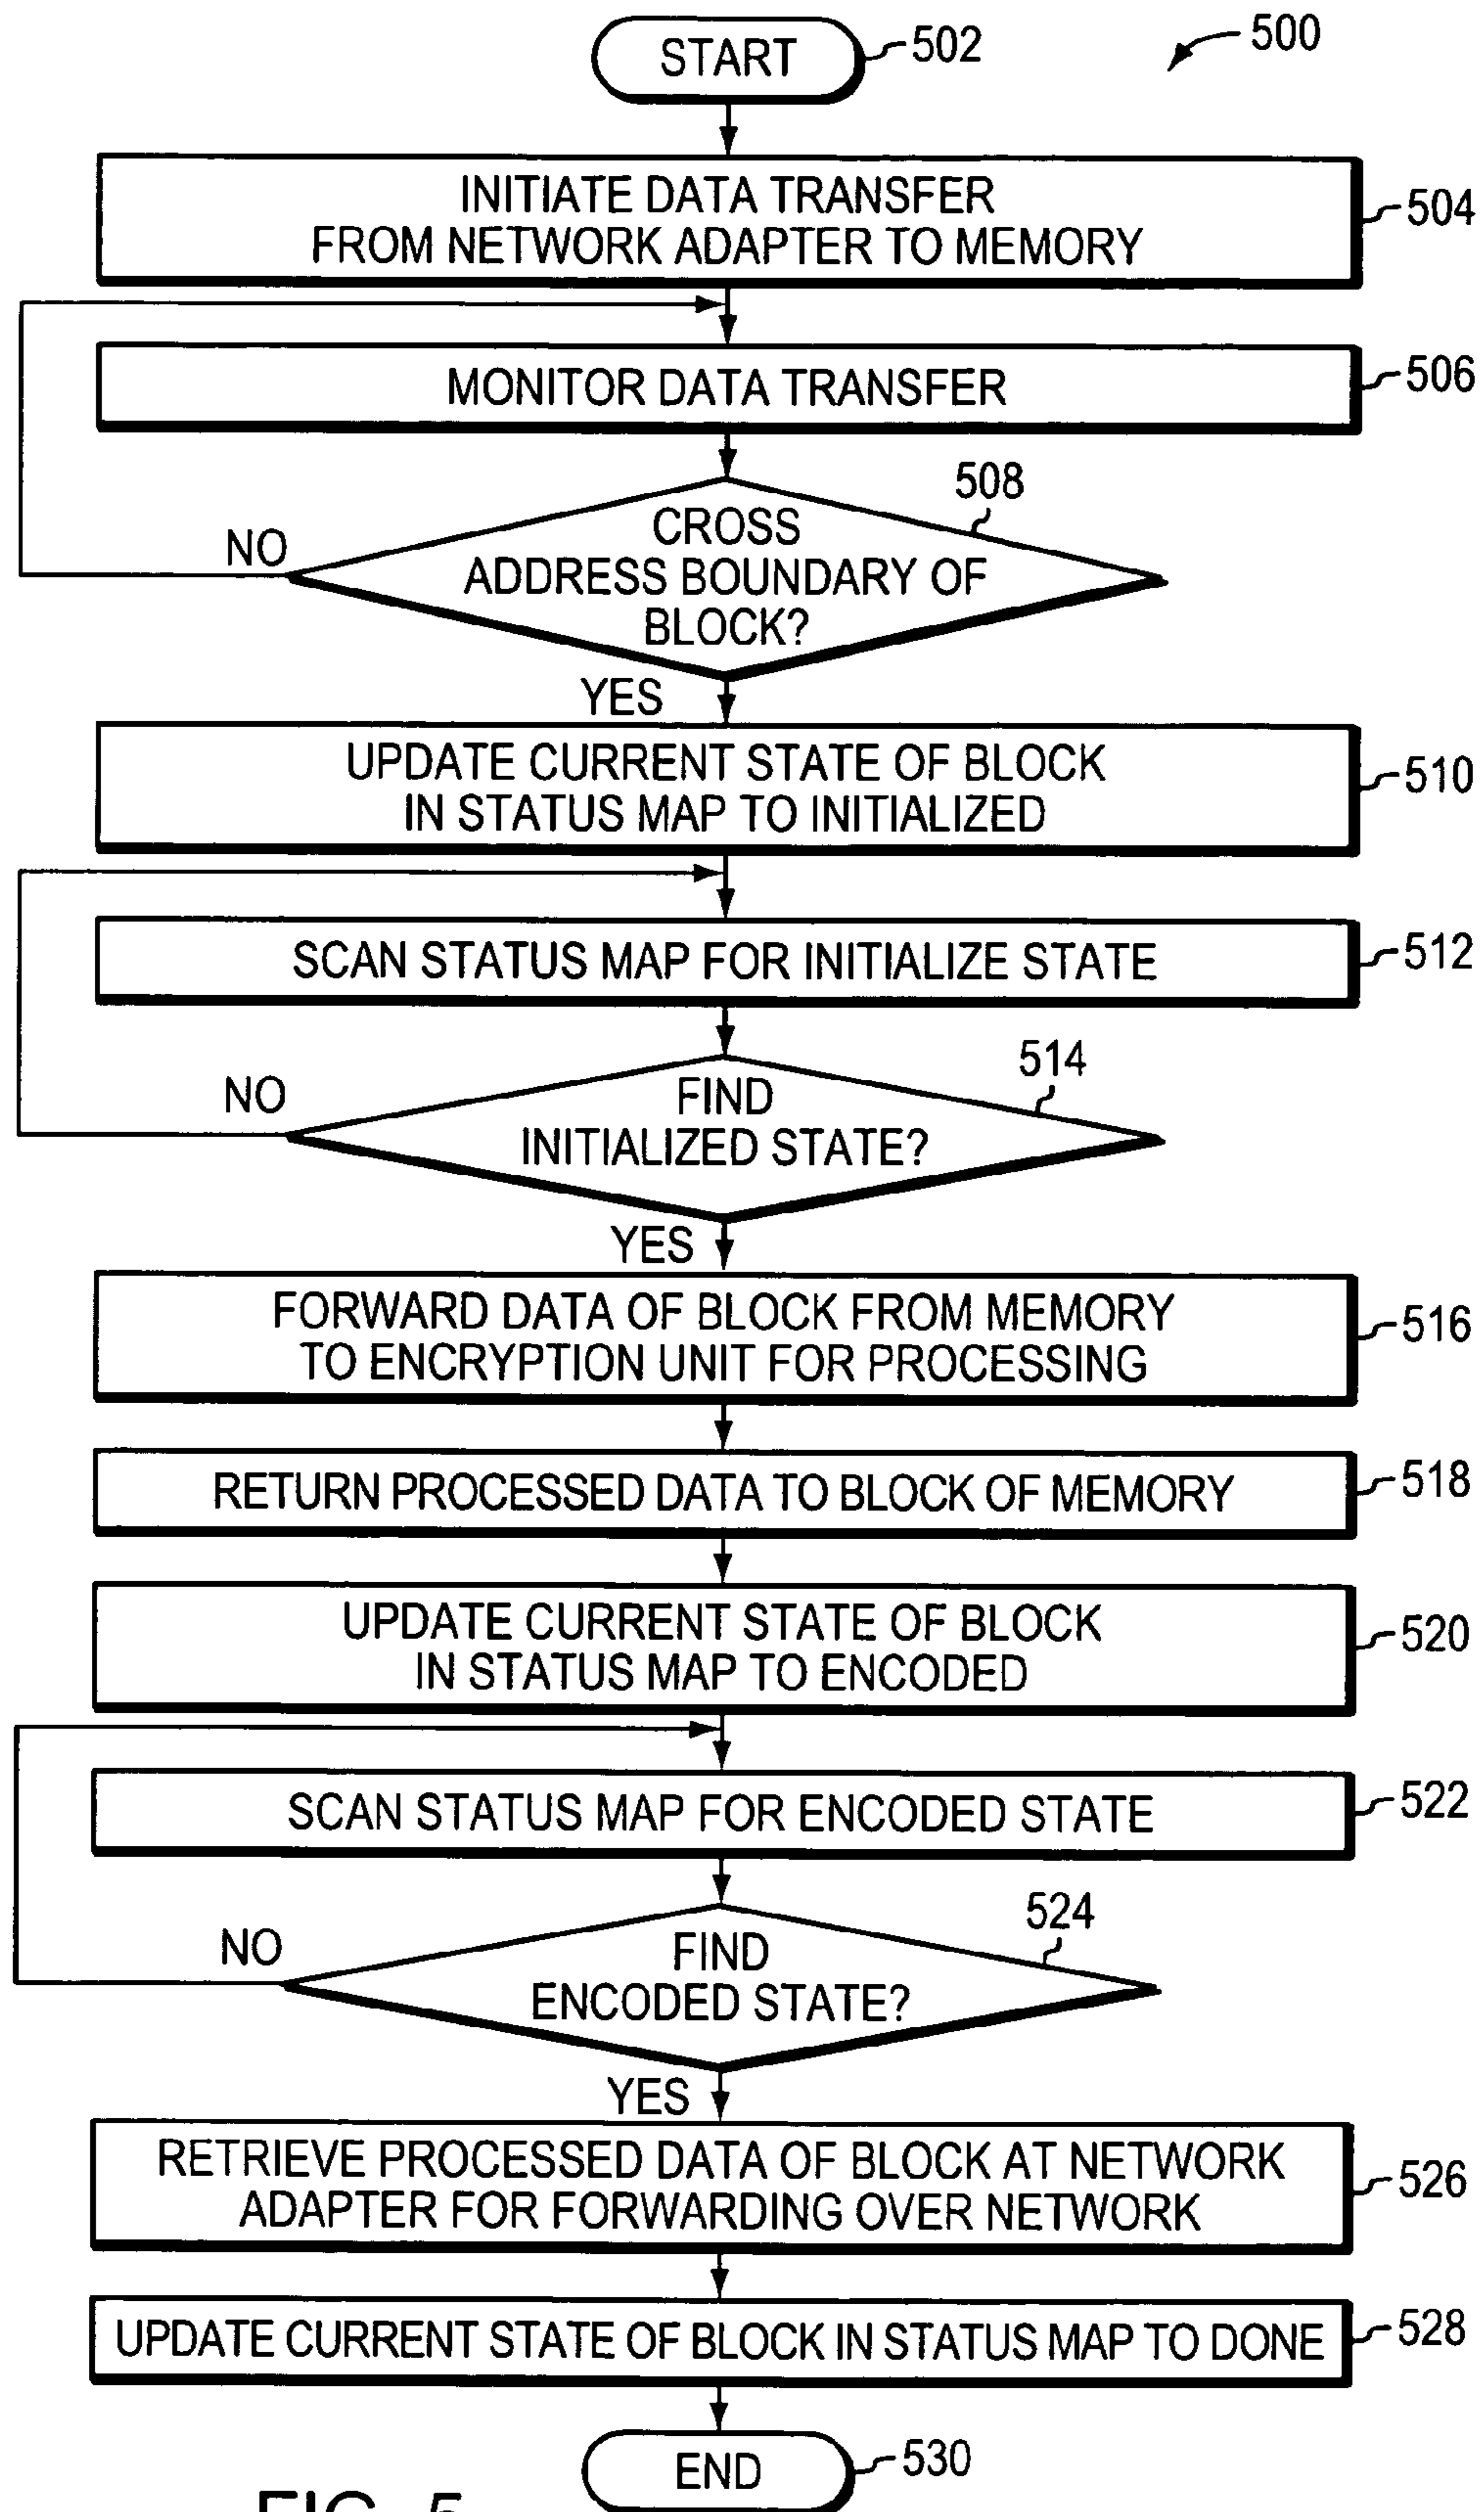 START
502
500
INITIATE DATA TRANSFER
FROM NETWORK ADAPTER TO MEMORY
504
MONITOR DATA TRANSFER
506
508
CROSS
ADDRESS BOUNDARY OF
BLOCK?
NO
YES
UPDATE CURRENT STATE OF BLOCK
IN STATUS MAP TO INITIALIZED
510
SCAN STATUS MAP FOR INITIALIZE STATE
512
514
FIND
INITIALIZED STATE?
NO
YES
FORWARD DATA OF BLOCK FROM MEMORY
TO ENCRYPTION UNIT FOR PROCESSING
516
RETURN PROCESSED DATA TO BLOCK OF MEMORY
518
UPDATE CURRENT STATE OF BLOCK
IN STATUS MAP TO ENCODED
520
SCAN STATUS MAP FOR ENCODED STATE
522
524
FIND
ENCODED STATE?
NO
YES
RETRIEVE PROCESSED DATA OF BLOCK AT NETWORK
ADAPTER FOR FORWARDING OVER NETWORK
526
UPDATE CURRENT STATE OF BLOCK IN STATUS MAP TO DONE
528
END
530
FIG. 5